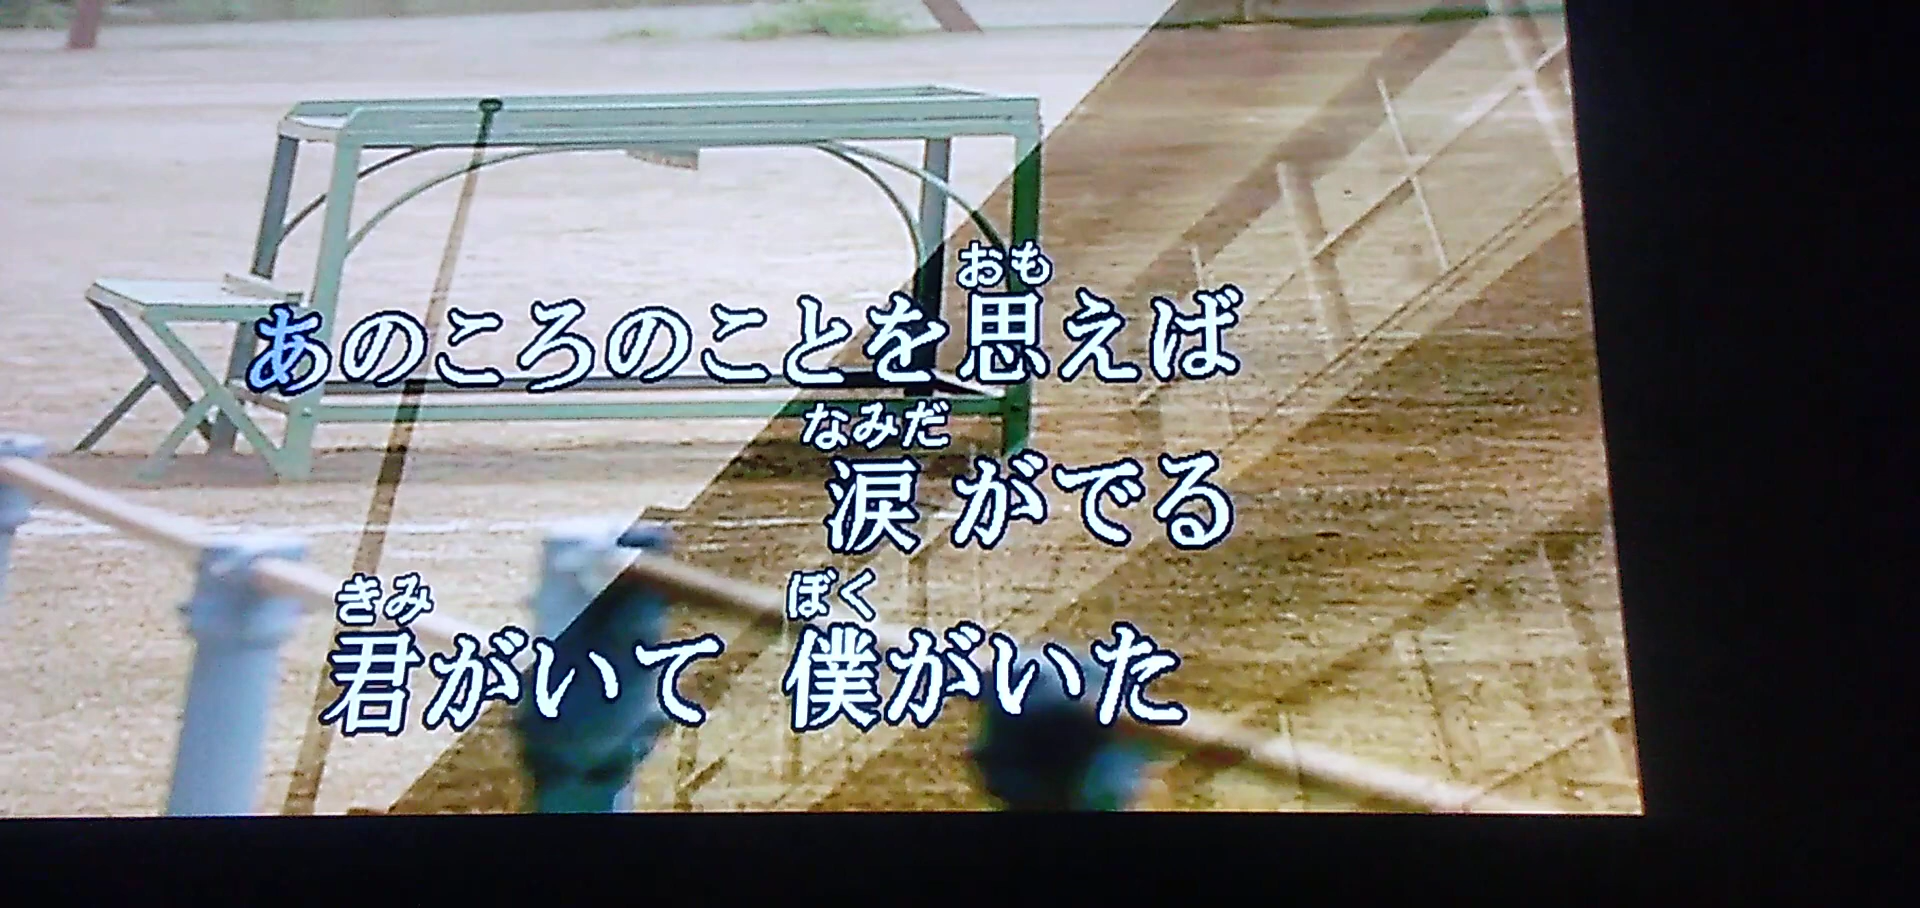 おも
あのころのことを思えば
なみだ
涙がでる
きみ ぼく
君がいて 僕がいた